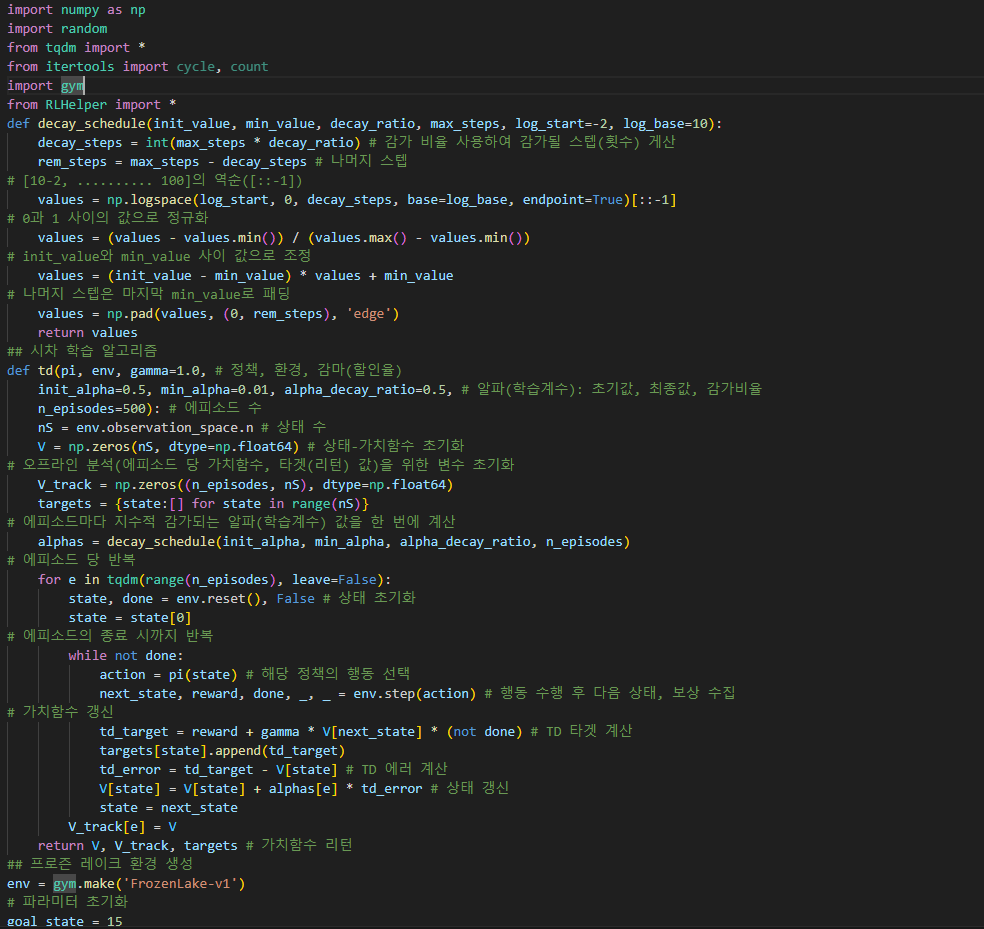 import numpy as np
import random
from tqdm import *
from itertools import cycle, count
import gym
from RLHelper import *
def decay_schedule(init_value, min_value, decay_ratio, max_steps, log_start=-2, log_base=10):
    decay_steps = int(max_steps * decay_ratio) # 감가 비율 사용하여 감가될 스텝(횟수) 게산
    rem_steps = max_steps - decay_steps # 나머지 스텝
# [10-2, .......... 100]의 역순([::-1])
    values = np.logspace(log_start, 0, decay_steps, base=log_base, endpoint=True)[::-1]
# 0과 1 사이의 값으로 정규화
    values = (values - values.min()) / (values.max() - values.min())
# init_value와 min_value 사이 값으로 조정
    values = (init_value - min_value) * values + min_value
# 나머지 스텝은 마지막 min_value로 패딩
    values = np.pad(values, (0, rem_steps), 'edge')
    return values
## 시차 학습 알고리즘
def td(pi, env, gamma=1.0, # 정책, 환경, 감마(할인율)
    init_alpha=0.5, min_alpha=0.01, alpha_decay_ratio=0.5, # 알파(학습계수): 초기값, 최종값, 감가비율
    n_episodes=500): # 에피소드 수
    nS = env.observation_space.n # 상태 수
    V = np.zeros(nS, dtype=np.float64) # 상태-가치함수 초기화
# 오프라인 분석(에피소드 당 가치함수, 타겟(리턴) 값)을 위한 변수 초기화
    V_track = np.zeros((n_episodes, nS), dtype=np.float64)
    targets = {state:[] for state in range(nS)}
# 에피소드마다 지수적 감가되는 알파(학습계수) 값을 한 번에 계산
    alphas = decay_schedule(init_alpha, min_alpha, alpha_decay_ratio, n_episodes)
# 에피소드 당 반복
    for e in tqdm(range(n_episodes), leave=False):
        state, done = env.reset(), False # 상태 초기화
        state = state[0]
# 에피소드의 종료 시까지 반복
        while not done:
            action = pi(state) # 해당 정책의 행동 선택
            next_state, reward, done, _, _ = env.step(action) # 행동 수행 후 다음 상태, 보상 수집
# 가치함수 갱신
            td_target = reward + gamma * V[next_state] * (not done) # TD 타겟 계산
            targets[state].append(td_target)
            td_error = td_target - V[state] # TD 에러 계산
            V[state] = V[state] + alphas[e] * td_error # 상태 갱신
            state = next_state
        V_track[e] = V
    return V, V_track, targets # 가치함수 리턴
## 프로즌 레이크 환경 생성
env = gym.make('FrozenLake-v1')
# 파라미터 초기화
goal_state = 15